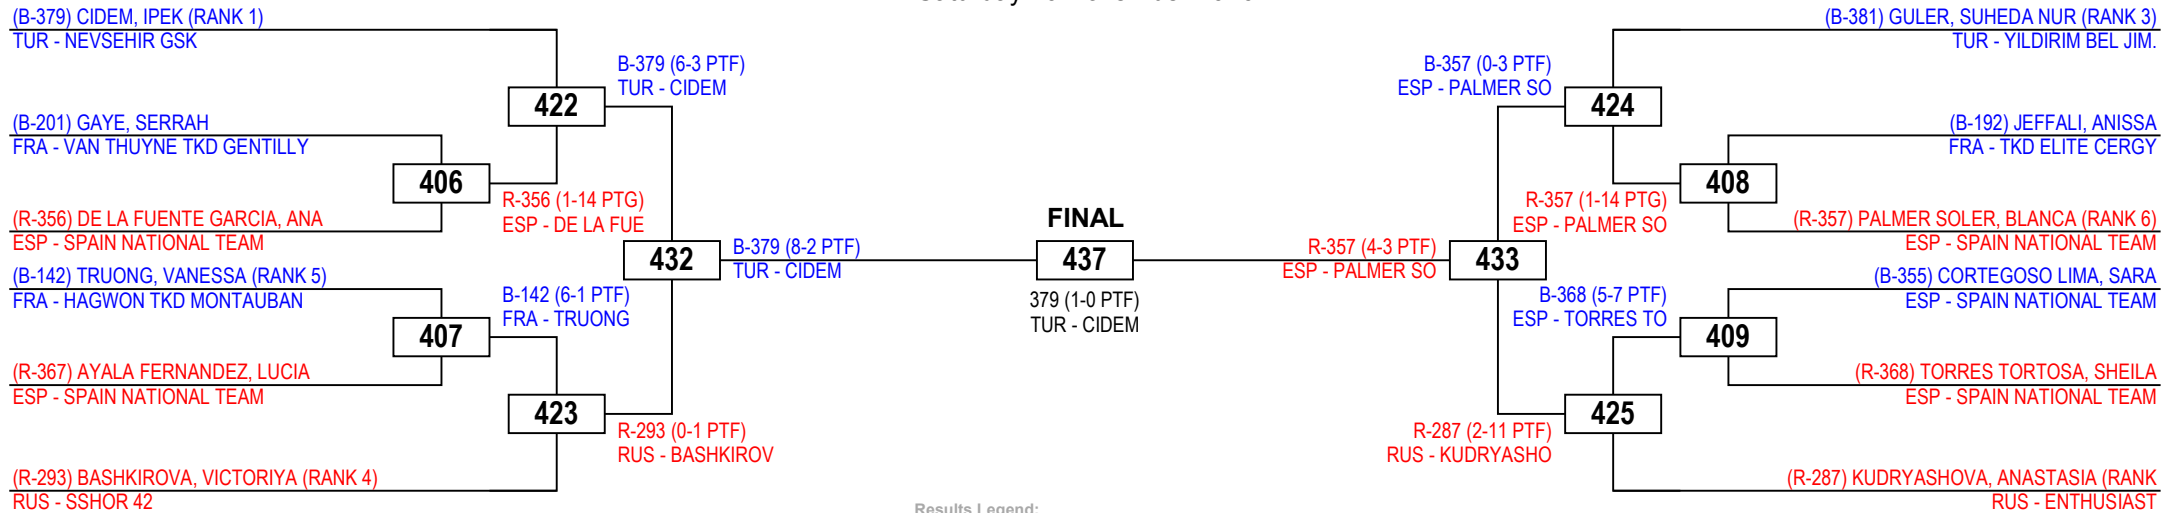 (B-379) CIDEM, IPEK (RANK 1)
TUR - NEVSEHIR GSK
(B-201) GAYE, SERRAH
FRA - VAN THUYNE TKD GENTILLY
(R-356) DE LA FUENTE GARCIA, ANA
ESP - SPAIN NATIONAL TEAM
(B-142) TRUONG, VANESSA (RANK 5)
FRA - HAGWON TKD MONTAUBAN
(R-367) AYALA FERNANDEZ, LUCIA
ESP - SPAIN NATIONAL TEAM
(R-293) BASHKIROVA, VICTORIYA (RANK 4)
RUS - SSHOR 42
406
407
422
R-356 (1-14 PTG)
ESP - DE LA FUE
B-142 (6-1 PTF)
FRA - TRUONG
423
B-379 (6-3 PTF)
TUR - CIDEM
432
R-293 (0-1 PTF)
RUS - BASHKIROV
B-379 (8-2 PTF)
TUR - CIDEM
FINAL
437
379 (1-0 PTF)
TUR - CIDEM
Results Legend:
R-357 (4-3 PTF)
ESP - PALMER SO
433
B-357 (0-3 PTF)
ESP - PALMER SO
424
R-357 (1-14 PTG)
ESP - PALMER SO
B-368 (5-7 PTF)
ESP - TORRES TO
425
R-287 (2-11 PTF)
RUS - KUDRYASHO
408
409
(B-381) GULER, SUHEDA NUR (RANK 3)
TUR - YILDIRIM BEL JIM.
(B-192) JEFFALI, ANISSA
FRA - TKD ELITE CERGY
(R-357) PALMER SOLER, BLANCA (RANK 6)
ESP - SPAIN NATIONAL TEAM
(B-355) CORTEGOSO LIMA, SARA
ESP - SPAIN NATIONAL TEAM
(R-368) TORRES TORTOSA, SHEILA
ESP - SPAIN NATIONAL TEAM
(R-287) KUDRYASHOVA, ANASTASIA (RANK
RUS - ENTHUSIAST